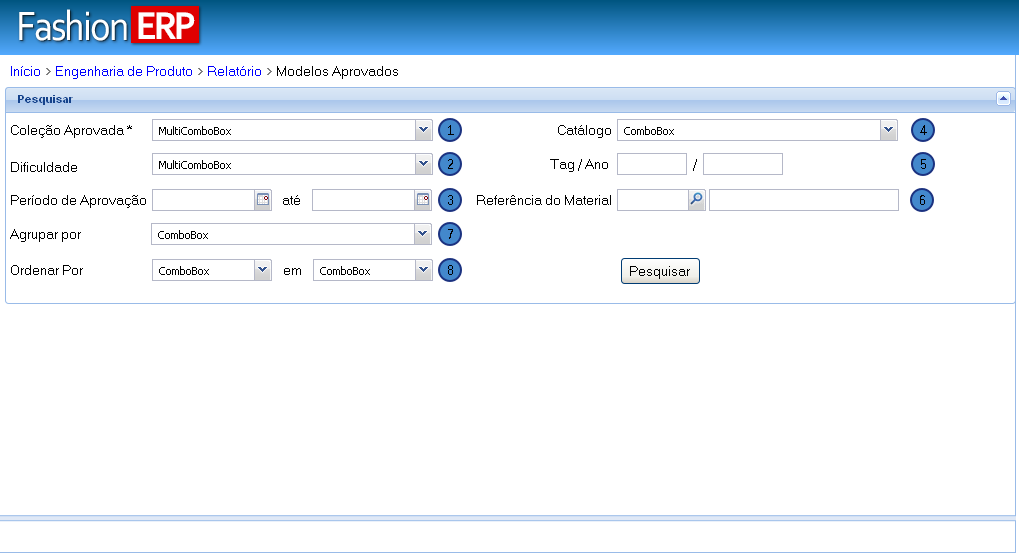 Fashion ERP
Início > Engenharia de Produto > Relatório > Modelos Aprovados
Pesquisar
Coleção Aprovada * MultiComboBox 1 Catálogo ComboBox 4
Dificuldade MultiComboBox 2 Tag / Ano / 5
Período de Aprovação até 3 Referência do Material 6
Agrupar por ComboBox 7
Ordenar Por ComboBox em ComboBox 8 Pesquisar